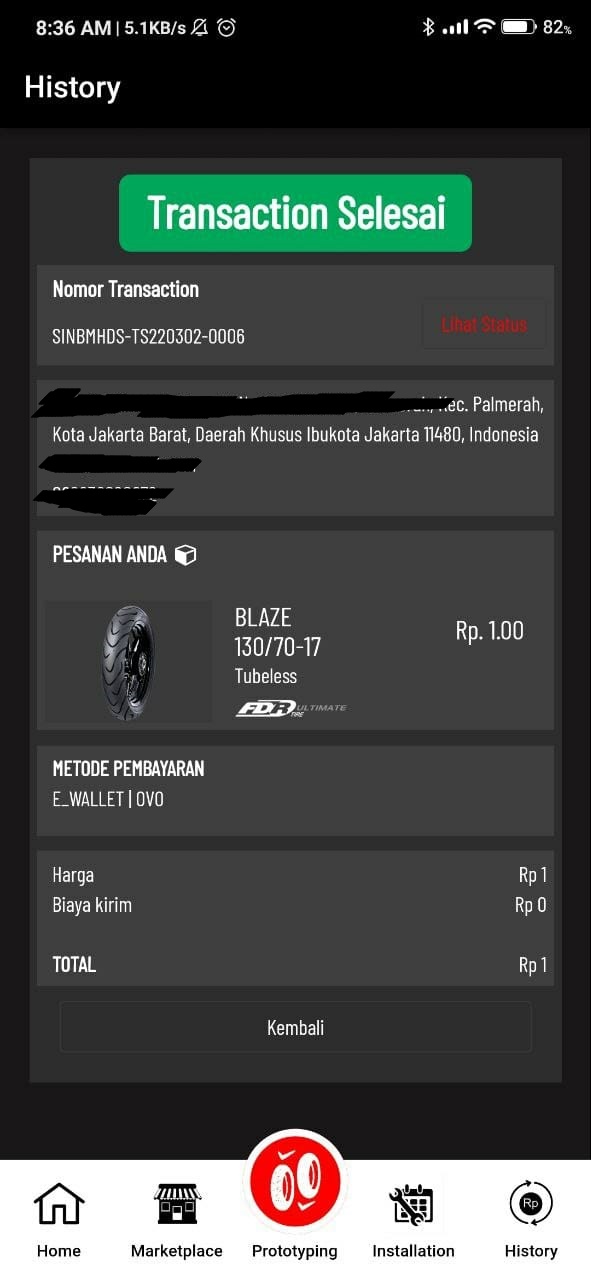 8:36 AM | 5.1KB/s
82%
History
Transaction Selesai
Nomor Transaction
SINBMHDS-TS220302-0006
Lihat Status
Kec. Palmerah,
Kota Jakarta Barat, Daerah Khusus Ibukota Jakarta 11480, Indonesia
PESANAN ANDA
BLAZE
130/70-17
Tubeless
Rp. 1.00
FDR TIRE ULTIMATE
METODE PEMBAYARAN
E_WALLET | OVO
Harga Rp 1
Biaya kirim Rp 0
TOTAL Rp 1
Kembali
Rp
Home Marketplace Prototyping Installation History